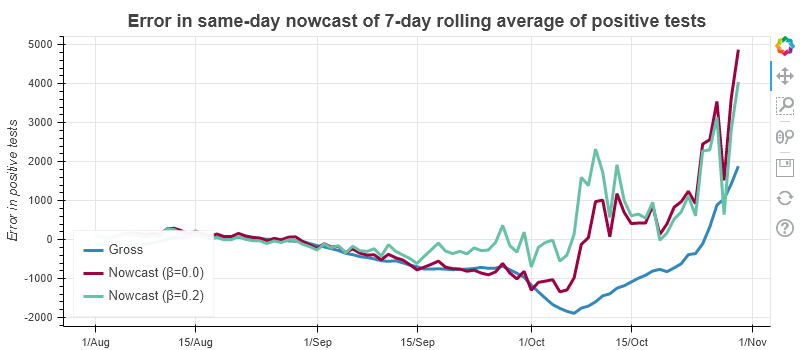 Error in same-day nowcast of 7-day rolling average of positive tests
Error in positive tests
5000
4000
3000
2000
1000
0
-1000
-2000
Gross
Nowcast (β=0.0)
Nowcast (β=0.2)
1/Aug
15/Aug
1/Sep
15/Sep
1/Oct
15/Oct
1/Nov